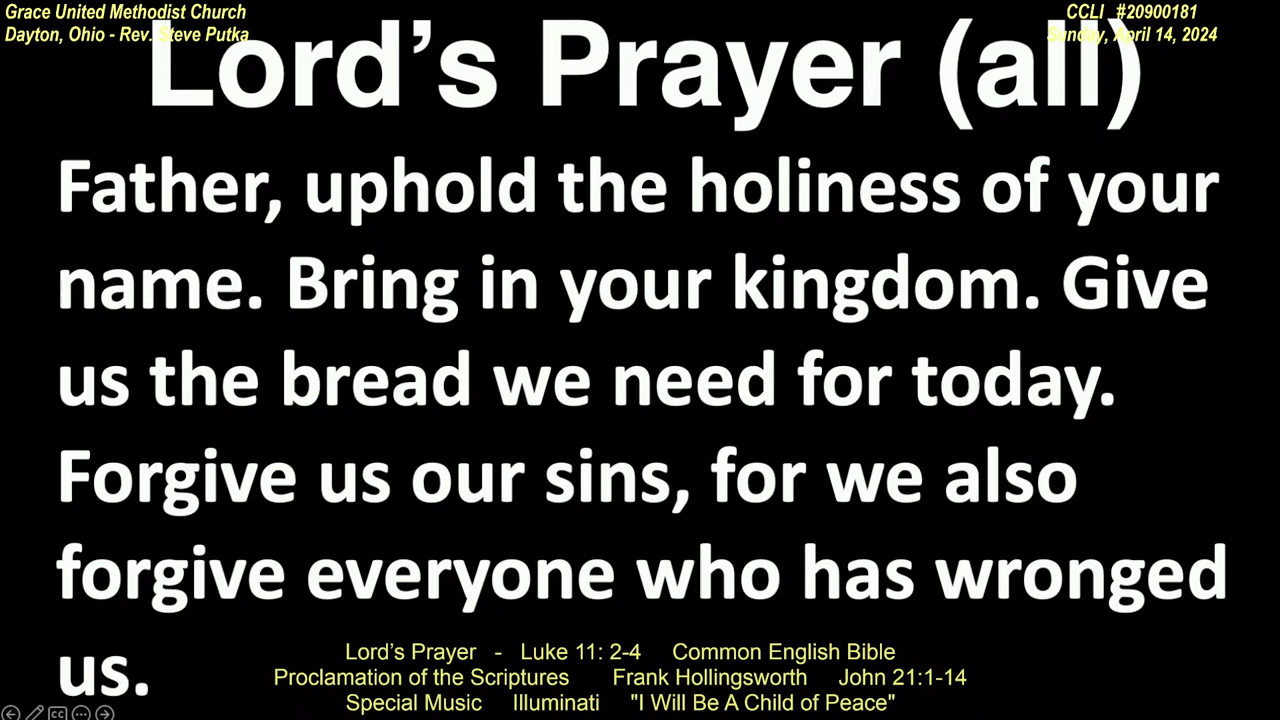 Grace United Methodist Church
Dayton, Ohio - Rev. Steve Putka
CCLI #20900181
Sunday, April 14, 2024
Lord's Prayer (all)
Father, uphold the holiness of your
name. Bring in your kingdom. Give
us the bread we need for today.
Forgive us our sins, for we also
forgive everyone who has wronged
us.
Lord's Prayer - Luke 11: 2-4 Common English Bible
Proclamation of the Scriptures Frank Hollingsworth John 21:1-14
Special Music Illuminati "I Will Be A Child of Peace"